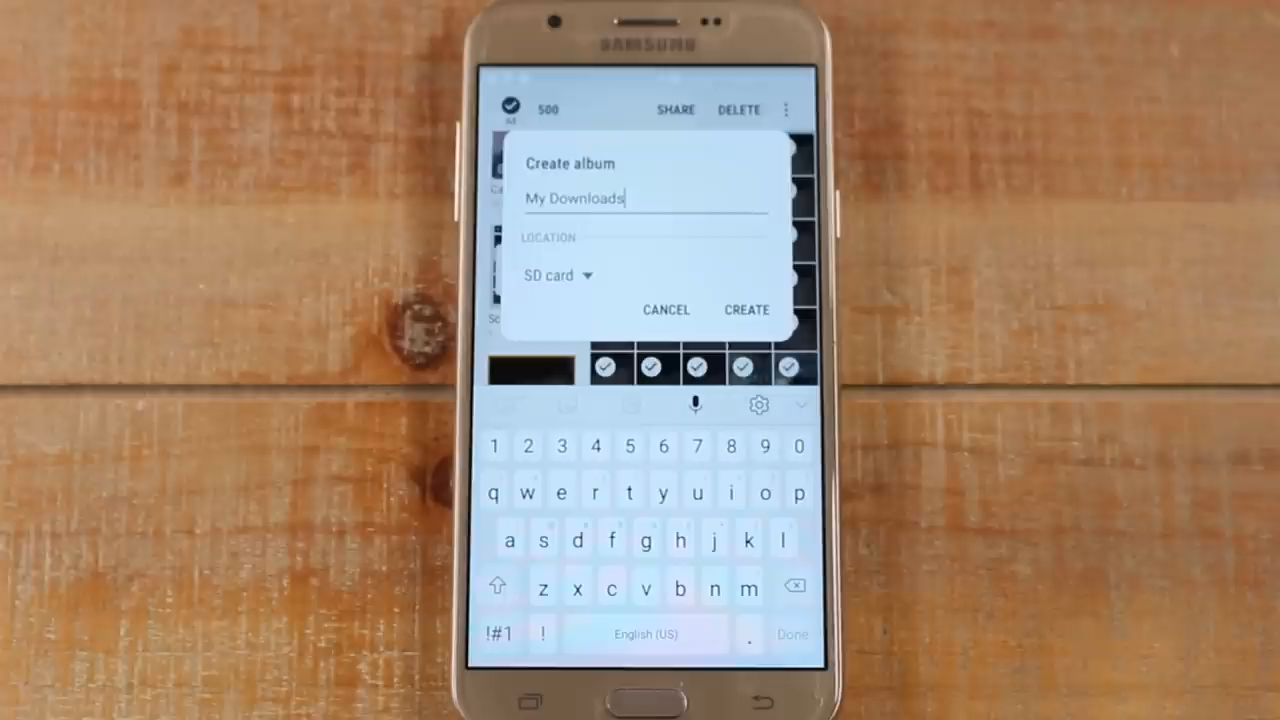 SAMSUNG
All 500 SHARE DELETE
Create album
My Downloads
LOCATION
SD card
CANCEL CREATE
1 2 3 4 5 6 7 8 9 0
q w e r t y u i o p
a s d f g h j k l
z x c v b n m
!#1 ! English (US) . Done